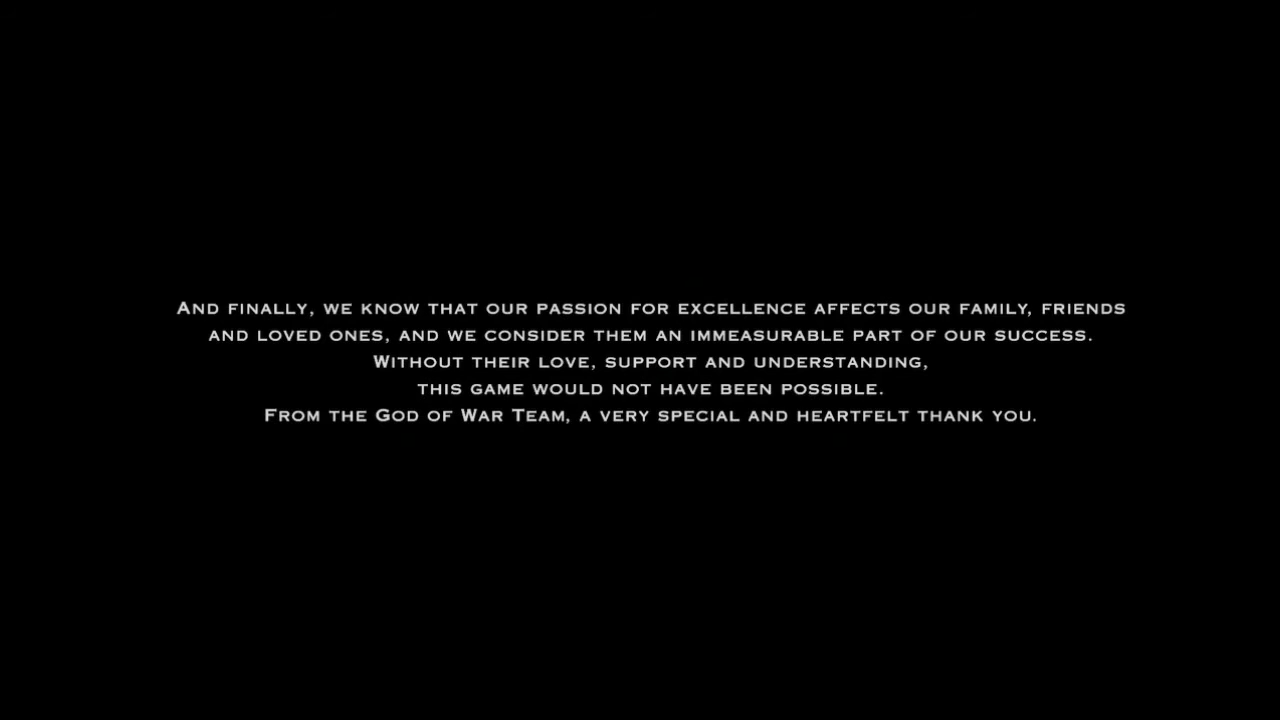 And finally, we know that our passion for excellence affects our family, friends
and loved ones, and we consider them an immeasurable part of our success.
Without their love, support and understanding,
this game would not have been possible.
From the God of War Team, a very special and heartfelt thank you.